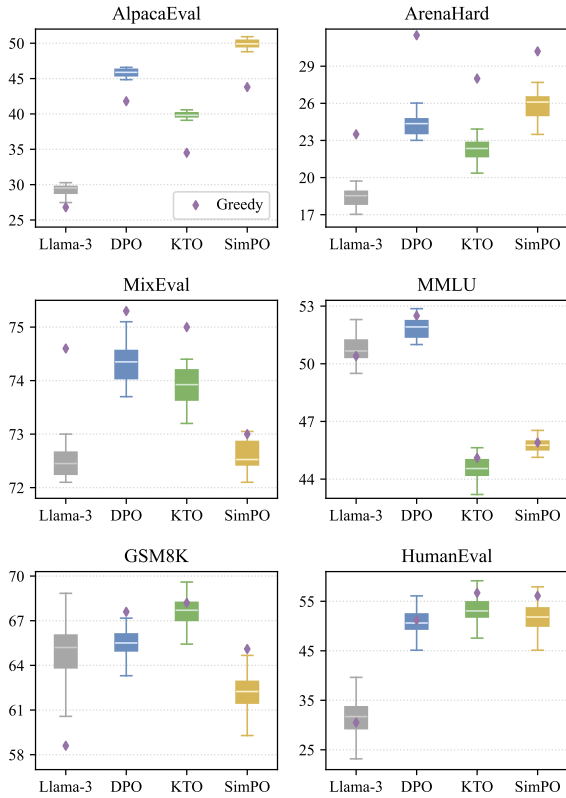 AlpacaEval
50
45
40
35
30
25
Greedy
Llama-3 DPO KTO SimPO
ArenaHard
29
26
23
20
17
Llama-3 DPO KTO SimPO
MixEval
75
74
73
72
Llama-3 DPO KTO SimPO
MMLU
53
50
47
44
Llama-3 DPO KTO SimPO
GSM8K
70
67
64
61
58
Llama-3 DPO KTO SimPO
HumanEval
55
45
35
25
Llama-3 DPO KTO SimPO